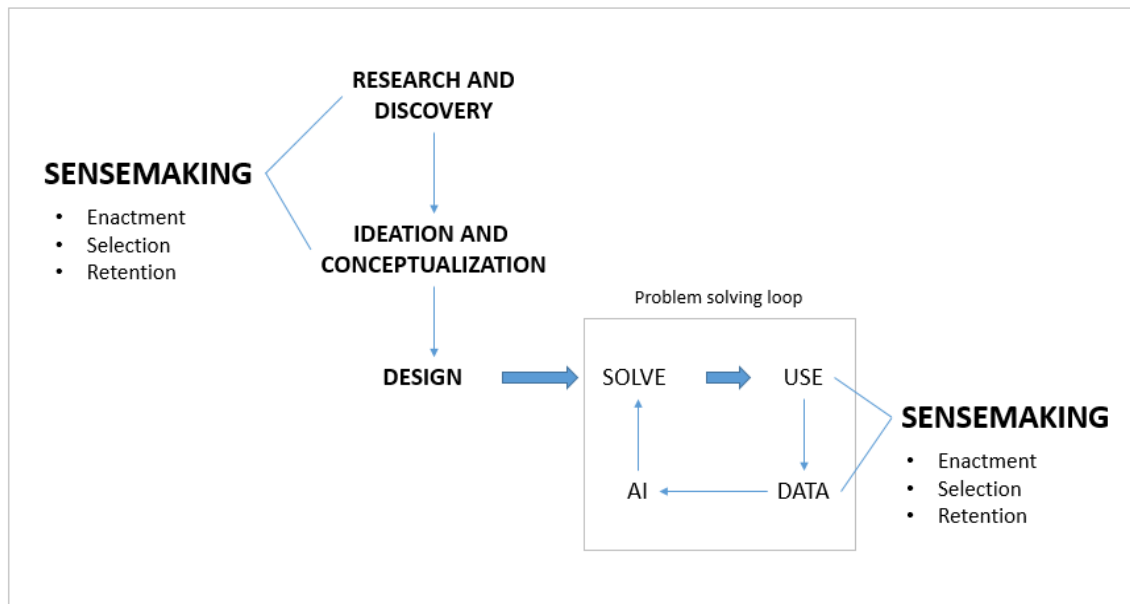 RESEARCH AND
DISCOVERY
SENSEMAKING
• Enactment
• Selection
• Retention
IDEATION AND
CONCEPTUALIZATION
Problem solving loop
DESIGN
SOLVE
USE
AI
DATA
SENSEMAKING
• Enactment
• Selection
• Retention